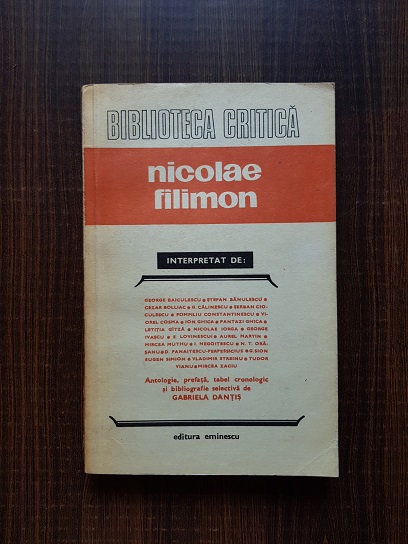 BIBLIOTECA CRITICĂ
nicolae
filimon
INTERPRETAT DE:
GEORGE BAICULESCU ● ȘTEFAN BĂNULESCU ●
CEZAR BOLLIAC ● G. CĂLINESCU ● ȘERBAN CIO-
CULESCU ● POMPILIU CONSTANTINESCU ● VI-
OREL COSMA ● ION GHICA ● PANTAZI GHICA ●
LETIȚIA GÎTZĂ ● NICOLAE IORGA ● GEORGE
IVAȘCU ● E. LOVINESCU ● AUREL MARTIN ●
MIRCEA MUTHU ● I. NEGOIȚESCU ● H. T. OBĂ-
ȘANU ● D. PANAITESCU-PERPESSICIUS ● G. SION
EUGEN SIMION ● VLADIMIR STREINU ● TUDOR
VIANU ● MIRCEA ZACIU
Antologie, prefață, tabel cronologic
și bibliografie selectivă de
GABRIELA DANȚIȘ
editura eminescu